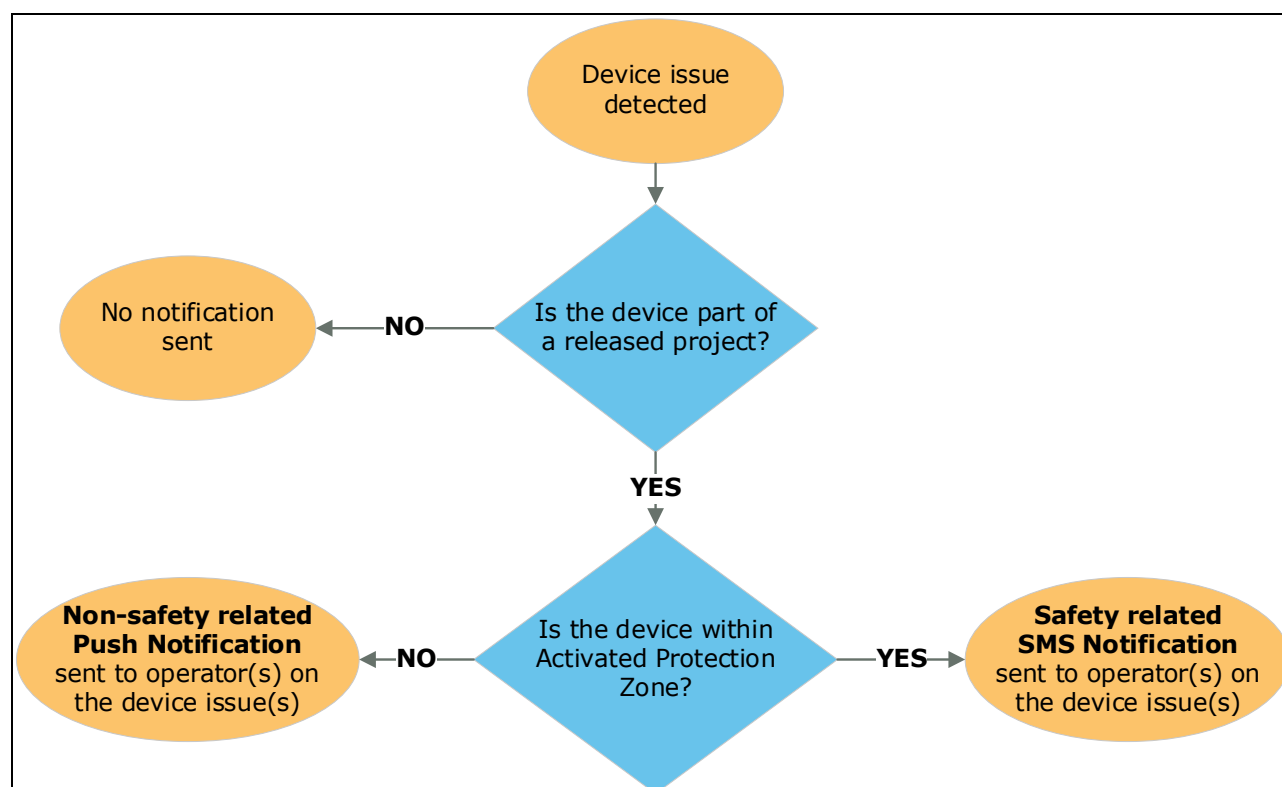 Device issue
detected
Is the device part of
a released project?
NO
No notification
sent
YES
Is the device within
Activated Protection
Zone?
NO
Non-safety related
Push Notification
sent to operator(s) on
the device issue(s)
YES
Safety related
SMS Notification
sent to operator(s) on
the device issue(s)